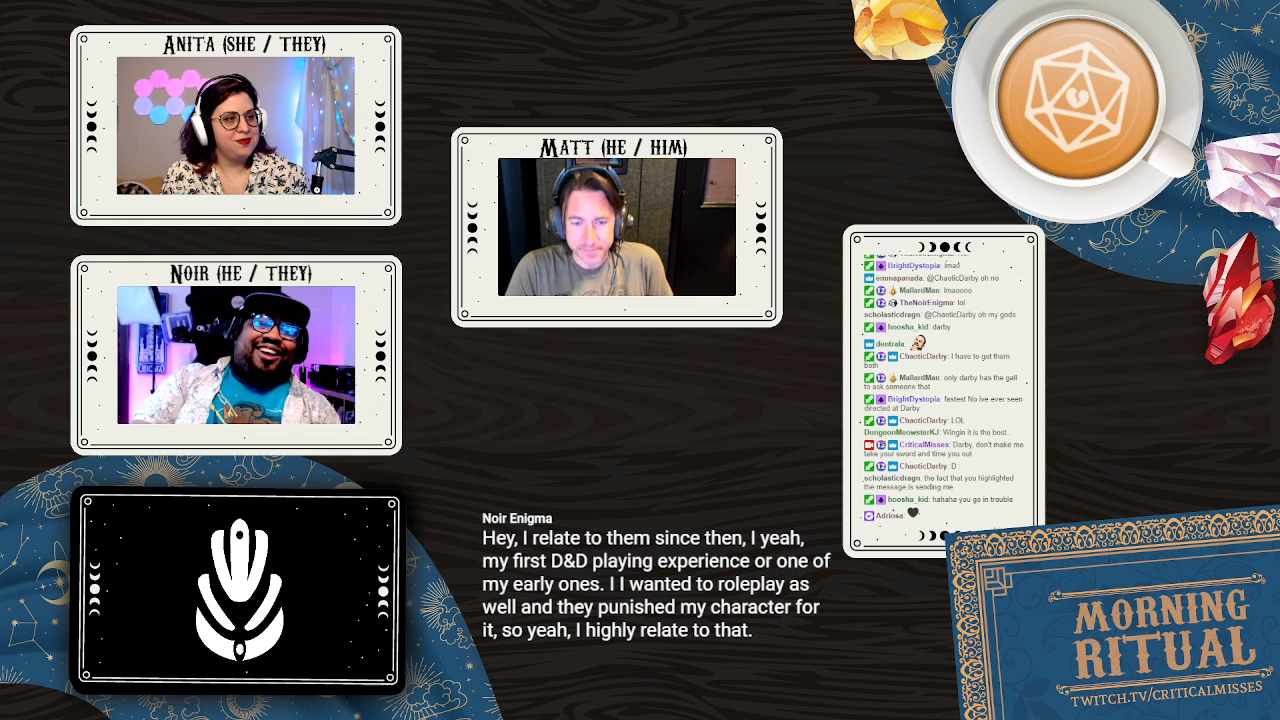 ANITA (SHE / THEY)
MATT (HE / HIM)
NOIR (HE / THEY)
CHICAGO
BrightDystopia: lmao
emmapanada: @ChaoticDarby oh no
MallardMan: lmaoooo
TheNoirEnigma: lol
scholasticdragn: @ChaoticDarby oh my gods
hoosha_kid: darby
dentrala:
ChaoticDarby: I have to got them
both
MallardMan: only darby has the gall
to ask someone that
BrightDystopia: fastest No ive ever seen
directed at Darby
ChaoticDarby: LOL
DungeonMeowsterKJ: Wingin it is the best...
CriticalMisses: Darby, don't make me
take your sword and time you out
ChaoticDarby: D:
scholasticdragn: the fact that you highlighted
the message is sending me
hoosha_kid: hahaha you go in trouble
Adriosa:
Noir Enigma
Hey, I relate to them since then, I yeah,
my first D&D playing experience or one of
my early ones. I I wanted to roleplay as
well and they punished my character for
it, so yeah, I highly relate to that.
MORNING
RITUAL
TWITCH.TV/CRITICALMISSES